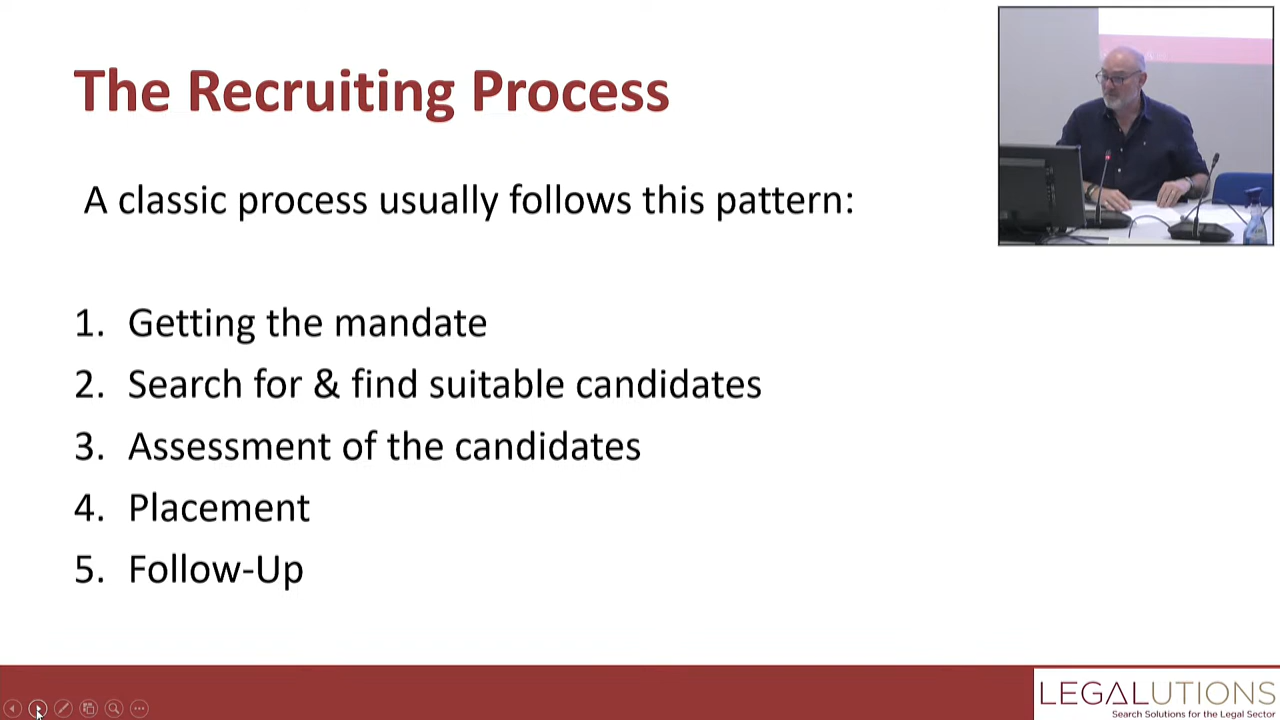 The Recruiting Process
A classic process usually follows this pattern:
1. Getting the mandate
2. Search for & find suitable candidates
3. Assessment of the candidates
4. Placement
5. Follow-Up
LEGALUTIONS
Search Solutions for the Legal Sector